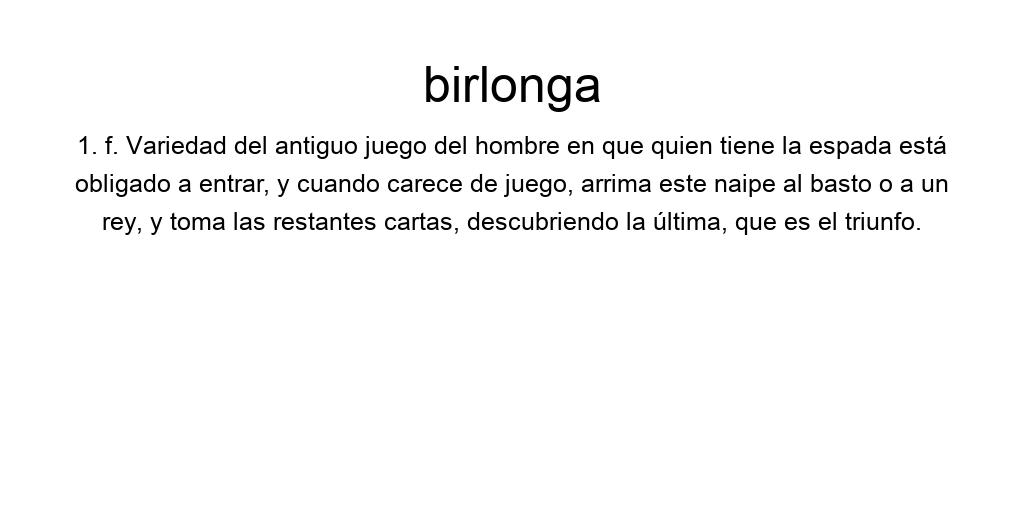 birlonga
1. f. Variedad del antiguo juego del hombre en que quien tiene la espada está
obligado a entrar, y cuando carece de juego, arrima este naipe al basto o a un
rey, y toma las restantes cartas, descubriendo la última, que es el triunfo.